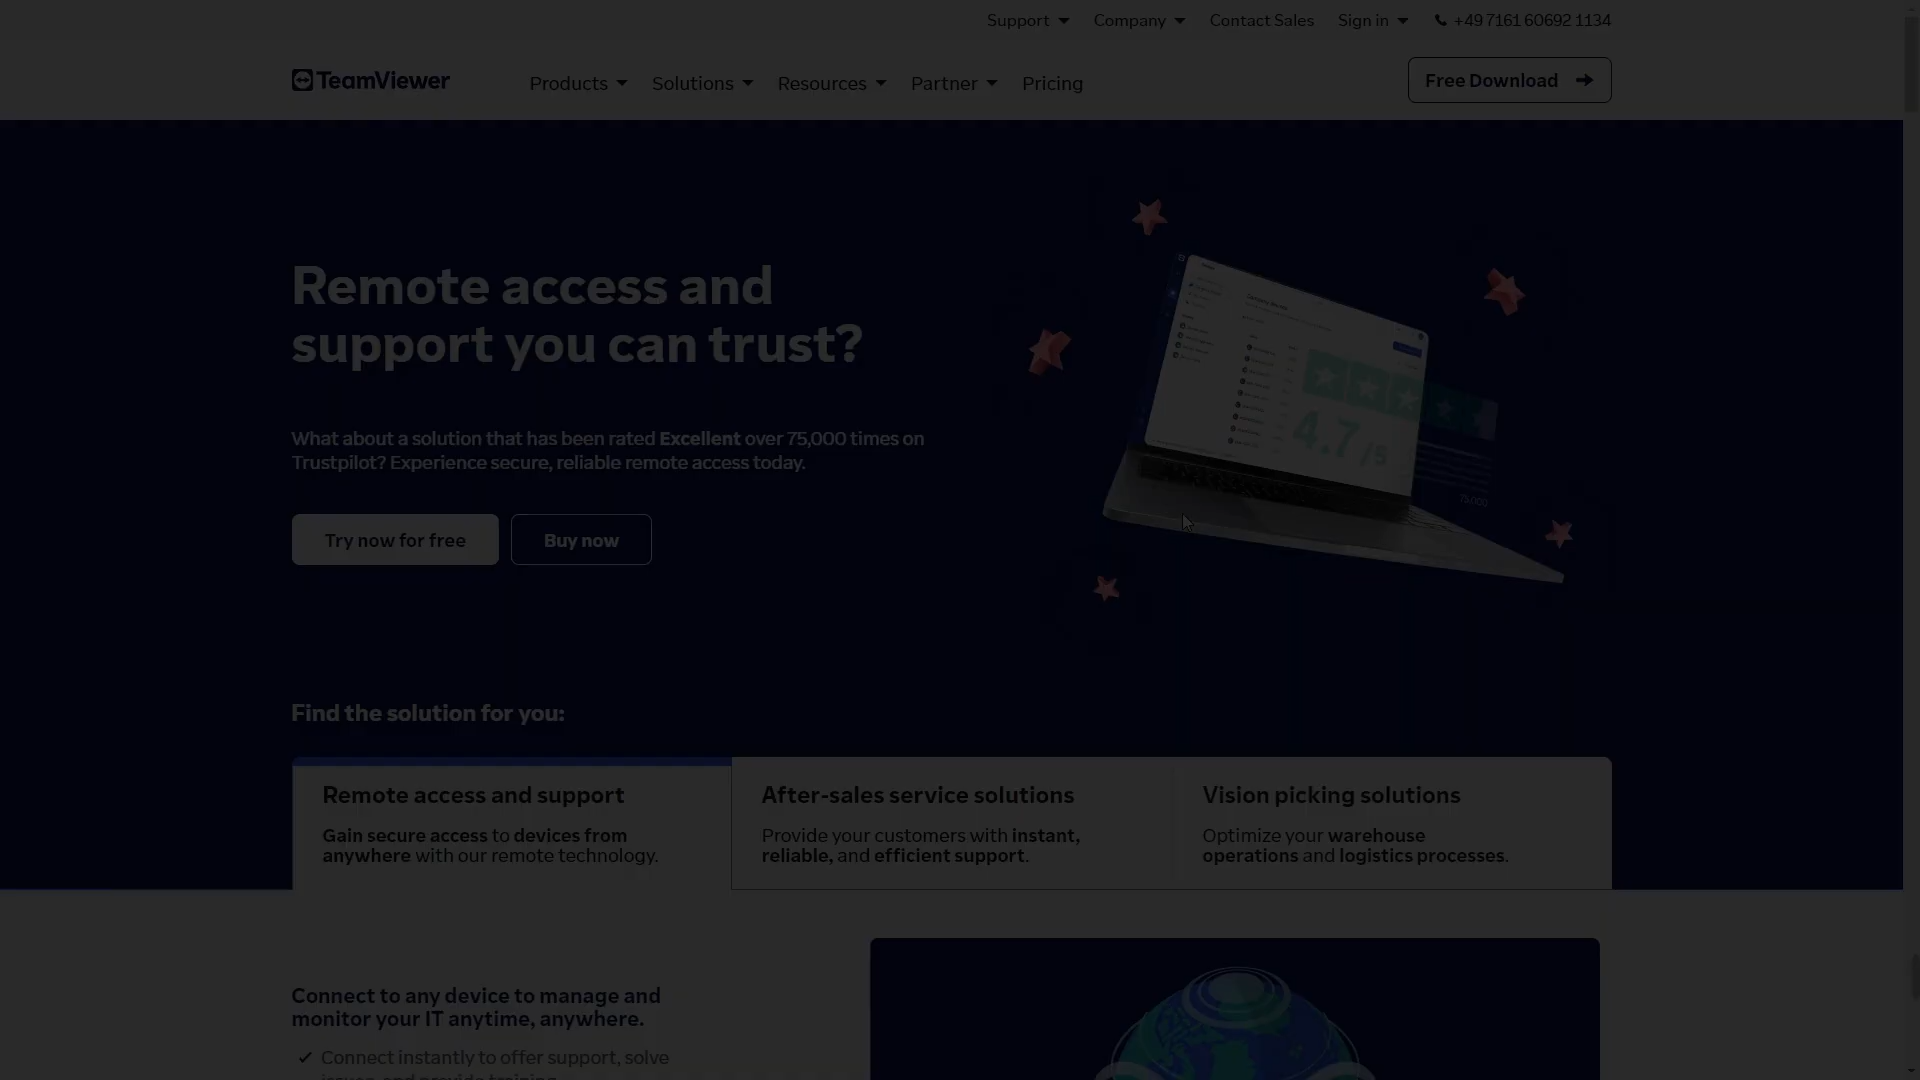 Support
Company
Contact Sales
Sign in
+49 7161 60692 1134
TeamViewer
Products
Solutions
Resources
Partner
Pricing
Free Download
Remote access and
support you can trust?
What about a solution that has been rated Excellent over 75,000 times on
Trustpilot? Experience secure, reliable remote access today.
Try now for free
Buy now
4.7 /5
75,000
Find the solution for you:
Remote access and support
Gain secure access to devices from
anywhere with our remote technology.
After-sales service solutions
Provide your customers with instant,
reliable, and efficient support.
Vision picking solutions
Optimize your warehouse
operations and logistics processes.
Connect to any device to manage and
monitor your IT anytime, anywhere.
Connect instantly to offer support, solve